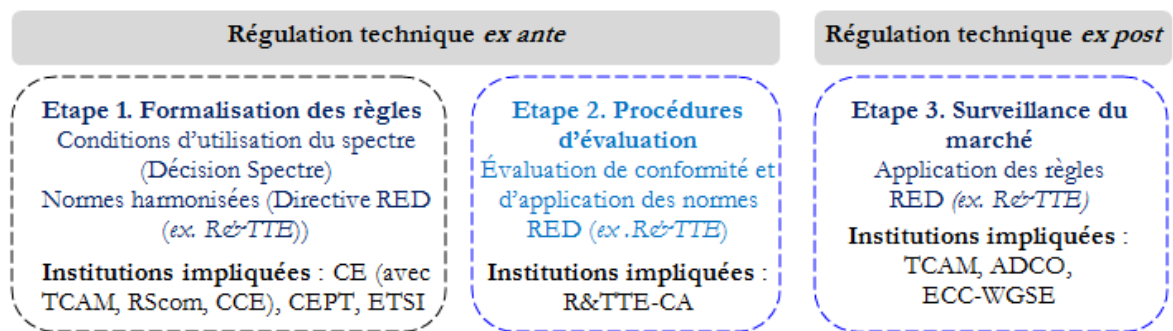 Régulation technique ex ante
Régulation technique ex post
Etape 1. Formalisation des règles
Conditions d'utilisation du spectre
(Décision Spectre)
Normes harmonisées (Directive RED
(ex. R&TTE))
Institutions impliquées : CE (avec
TCAM, RScom, CCE), CEPT, ETSI
Etape 2. Procédures
d'évaluation
Évaluation de conformité et
d'application des normes
RED (ex .R&TTE)
Institutions impliquées :
R&TTE-CA
Etape 3. Surveillance du
marché
Application des règles
RED (ex. R&TTE)
Institutions impliquées :
TCAM, ADCO,
ECC-WGSE